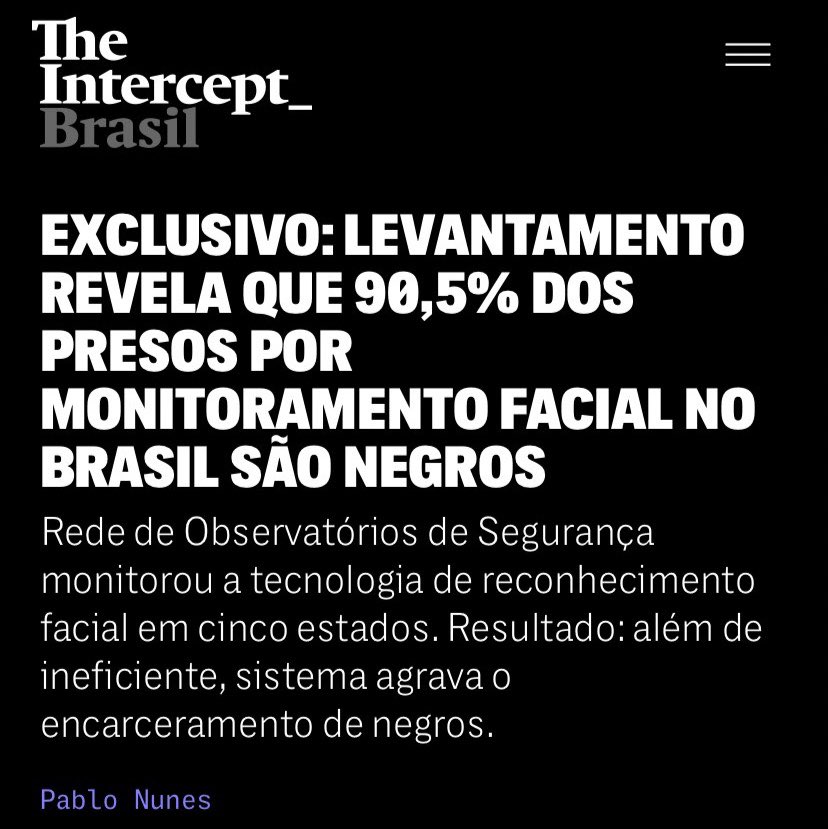 The
Intercept_
Brasil
EXCLUSIVO: LEVANTAMENTO
REVELA QUE 90,5% DOS
PRESOS POR
MONITORAMENTO FACIAL NO
BRASIL SÃO NEGROS
Rede de Observatórios de Segurança
monitorou a tecnologia de reconhecimento
facial em cinco estados. Resultado: além de
ineficiente, sistema agrava o
encarceramento de negros.
Pablo Nunes